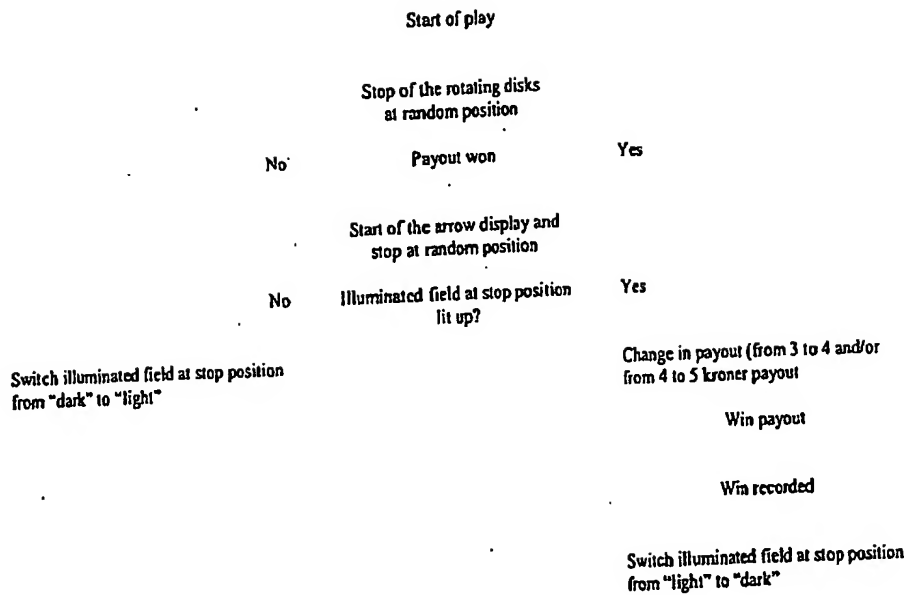 Start of play
Stop of the rotating disks
at random position
No
Payout won
Yes
Start of the arrow display and
stop at random position
No
Illuminated field at stop position
lit up?
Yes
Switch illuminated field at stop position
from "dark" to "light"
Change in payout (from 3 to 4 and/or
from 4 to 5 kroner payout
Win payout
Win recorded
Switch illuminated field at stop position
from "light" to "dark"